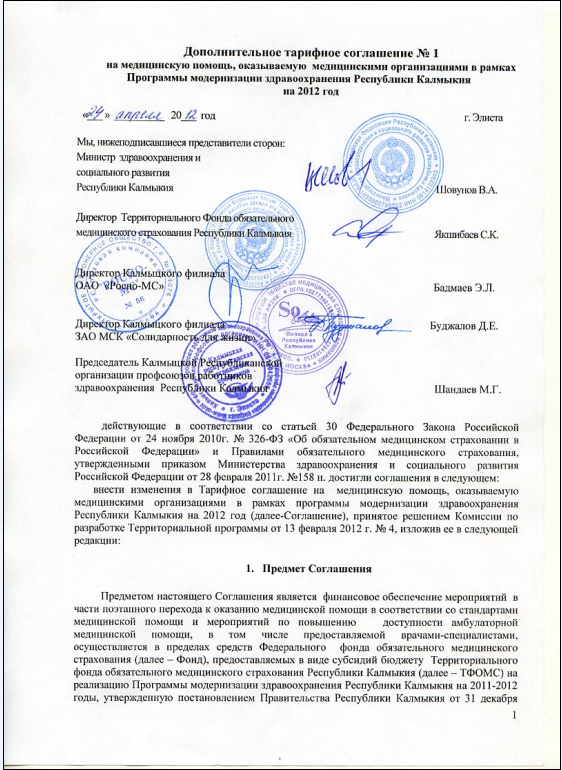 Дополнительное тарифное соглашение № 1
на медицинскую помощь, оказываемую медицинскими организациями в рамках
Программы модернизации здравоохранения Республики Калмыкия
на 2012 год
«24» апреля 2012 год г. Элиста
Мы, нижеподписавшиеся представители сторон:
Министр здравоохранения и
социального развития
Республики Калмыкия Шовунов В.А.
Директор Территориального Фонда обязательного
медицинского страхования Республики Калмыкия Якшибаев С.К.
Директор Калмыцкого филиала
ОАО «Росно-МС» Бадмаев Э.Л.
Директор Калмыцкого филиала
ЗАО МСК «Солидарность для жизни» Буджалов Д.Е.
Председатель Калмыцкой Республиканской
организации профсоюзов работников
здравоохранения Республики Калмыкия Шандаев М.Г.
действующие в соответствии со статьей 30 Федерального Закона Российской
Федерации от 24 ноября 2010г. № 326-ФЗ «Об обязательном медицинском страховании в
Российской Федерации» и Правилами обязательного медицинского страхования,
утвержденными приказом Министерства здравоохранения и социального развития
Российской Федерации от 28 февраля 2011г. №158 н. достигли соглашения в следующем:
внести изменения в Тарифное соглашение на медицинскую помощь, оказываемую
медицинскими организациями в рамках программы модернизации здравоохранения
Республики Калмыкия на 2012 год (далее-Соглашение), принятое решением Комиссии по
разработке Территориальной программы от 13 февраля 2012 г. № 4, изложив ее в следующей
редакции:
1. Предмет Соглашения
Предметом настоящего Соглашения является финансовое обеспечение мероприятий в
части поэтапного перехода к оказанию медицинской помощи в соответствии со стандартами
медицинской помощи и мероприятий по повышению доступности амбулаторной
медицинской помощи, в том числе предоставляемой врачами-специалистами,
осуществляется в пределах средств Федерального фонда обязательного медицинского
страхования (далее – Фонд), предоставляемых в виде субсидий бюджету Территориального
фонда обязательного медицинского страхования Республики Калмыкия (далее – ТФОМС) на
реализацию Программы модернизации здравоохранения Республики Калмыкия на 2011-2012
годы, утвержденную постановлением Правительства Республики Калмыкия от 31 декабря
1